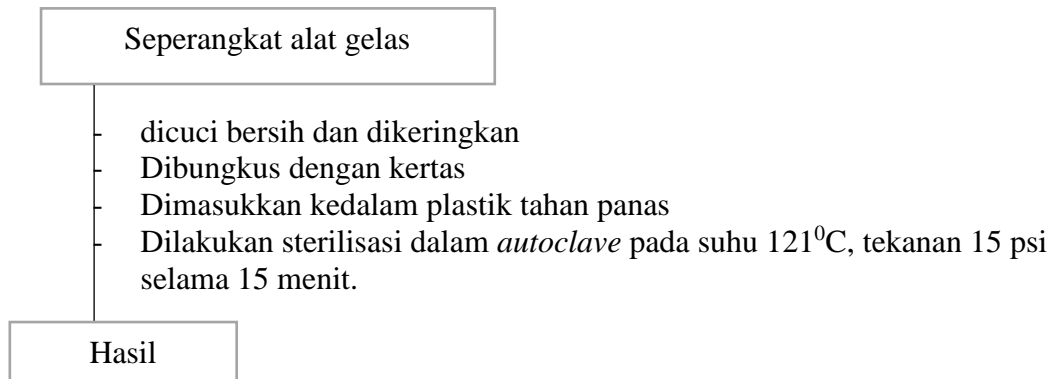 Seperangkat alat gelas
- dicuci bersih dan dikeringkan
- Dibungkus dengan kertas
- Dimasukkan kedalam plastik tahan panas
- Dilakukan sterilisasi dalam autoclave pada suhu 121⁰C, tekanan 15 psi
selama 15 menit.
Hasil